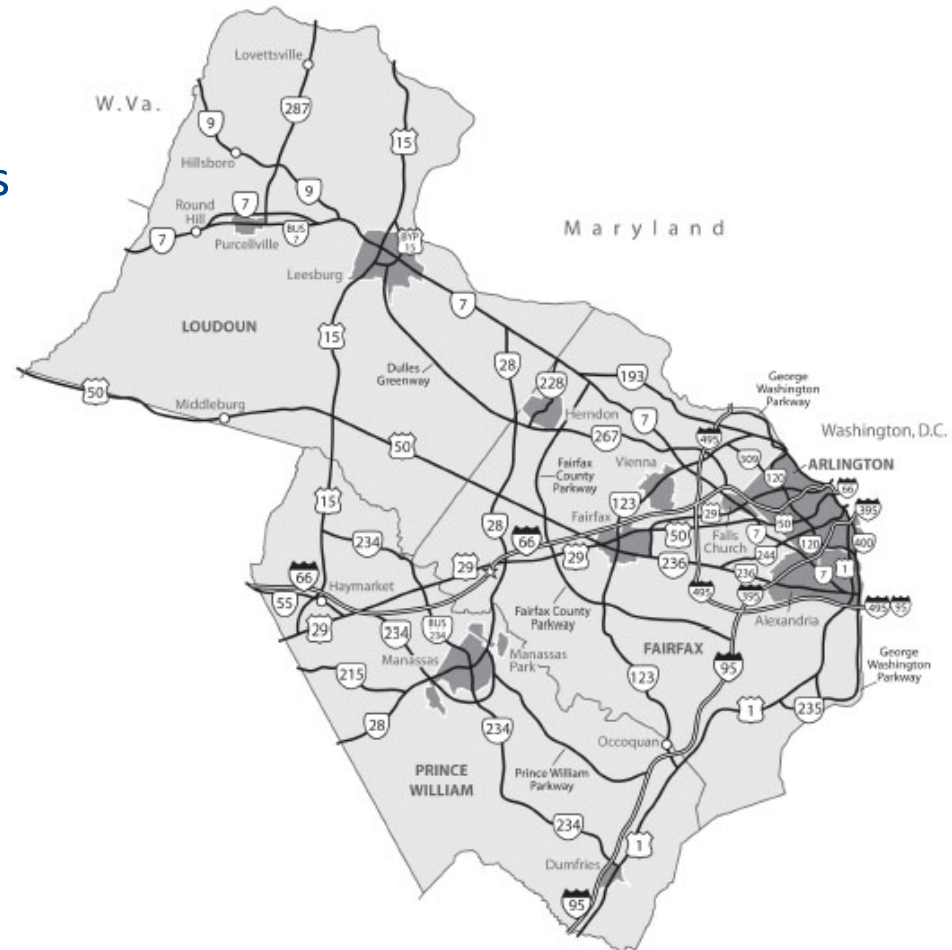 s
Lovettsville
W.Va.
287
9
15
Hillsboro
9
Round
Hill
7
7
BUS
7
Purcellville
BYP
15
Maryland
Leesburg
7
LOUDOUN
15
28
Dulles
Greenway
228
193
George
Washington
Parkway
50
Middleburg
Herndon
7
Washington, D.C.
50
267
495
309
Fairfax
County
Parkway
Vienna
120
ARLINGTON
66
15
123
29
395
Fairfax
28
66
50
50
234
29
29
Falls
Church
7
120
400
236
244
66
Haymarket
236
7
1
55
495
395
495
95
29
234
BUS
234
Fairfax County
Parkway
Alexandria
Manassas
Manassas
Park
FAIRFAX
George
Washington
Parkway
215
95
123
28
234
1
235
Occoquan
PRINCE
WILLIAM
Prince William
Parkway
234
1
Dumfries
95